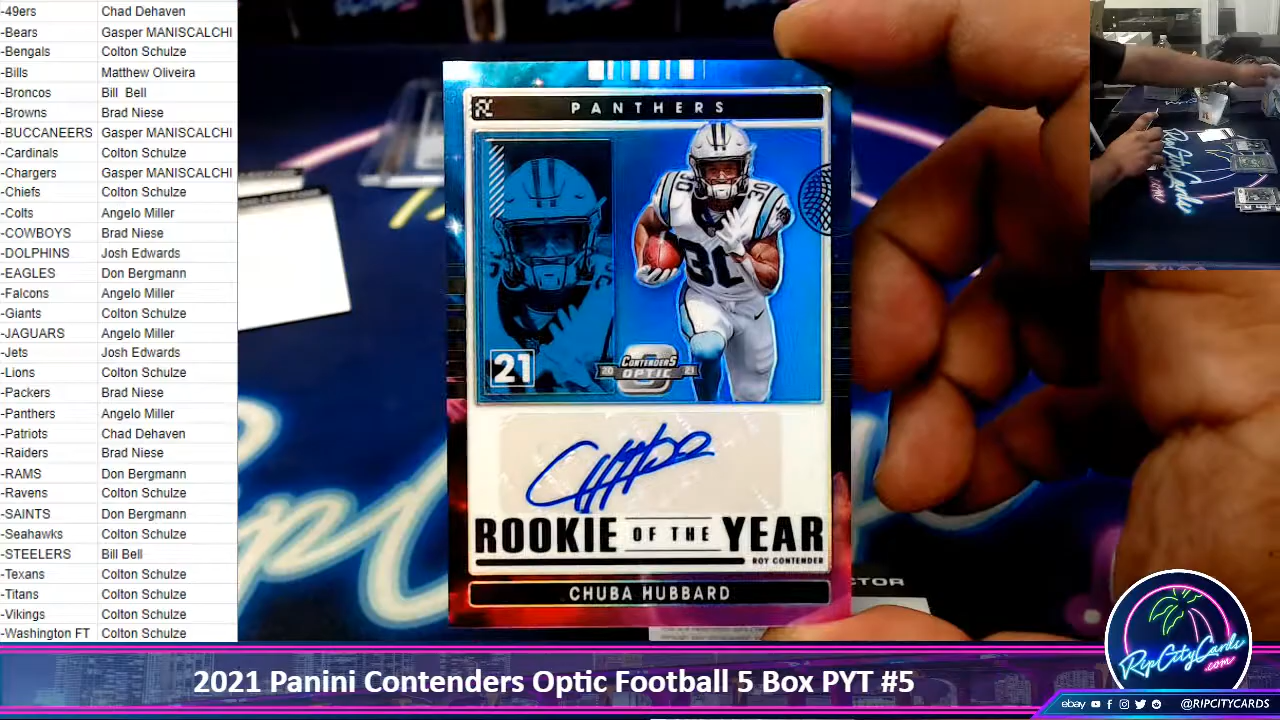 -49ers Chad Dehaven
-Bears Gasper MANISCALCHI
-Bengals Colton Schulze
-Bills Matthew Oliveira
-Broncos Bill Bell
-Browns Brad Niese
-BUCCANEERS Gasper MANISCALCHI
-Cardinals Colton Schulze
-Chargers Gasper MANISCALCHI
-Chiefs Colton Schulze
-Colts Angelo Miller
-COWBOYS Brad Niese
-DOLPHINS Josh Edwards
-EAGLES Don Bergmann
-Falcons Angelo Miller
-Giants Colton Schulze
-JAGUARS Angelo Miller
-Jets Josh Edwards
-Lions Colton Schulze
-Packers Brad Niese
-Panthers Angelo Miller
-Patriots Chad Dehaven
-Raiders Brad Niese
-RAMS Don Bergmann
-Ravens Colton Schulze
-SAINTS Don Bergmann
-Seahawks Colton Schulze
-STEELERS Bill Bell
-Texans Colton Schulze
-Titans Colton Schulze
-Vikings Colton Schulze
-Washington FT Colton Schulze
PANTHERS
30
30
30
21
CONTENDERS
20 OPTIC 21
ROOKIE OF THE YEAR
ROY CONTENDER
CHUBA HUBBARD
RipCityCards
.com
2021 Panini Contenders Optic Football 5 Box PYT #5
ebay @RIPCITYCARDS